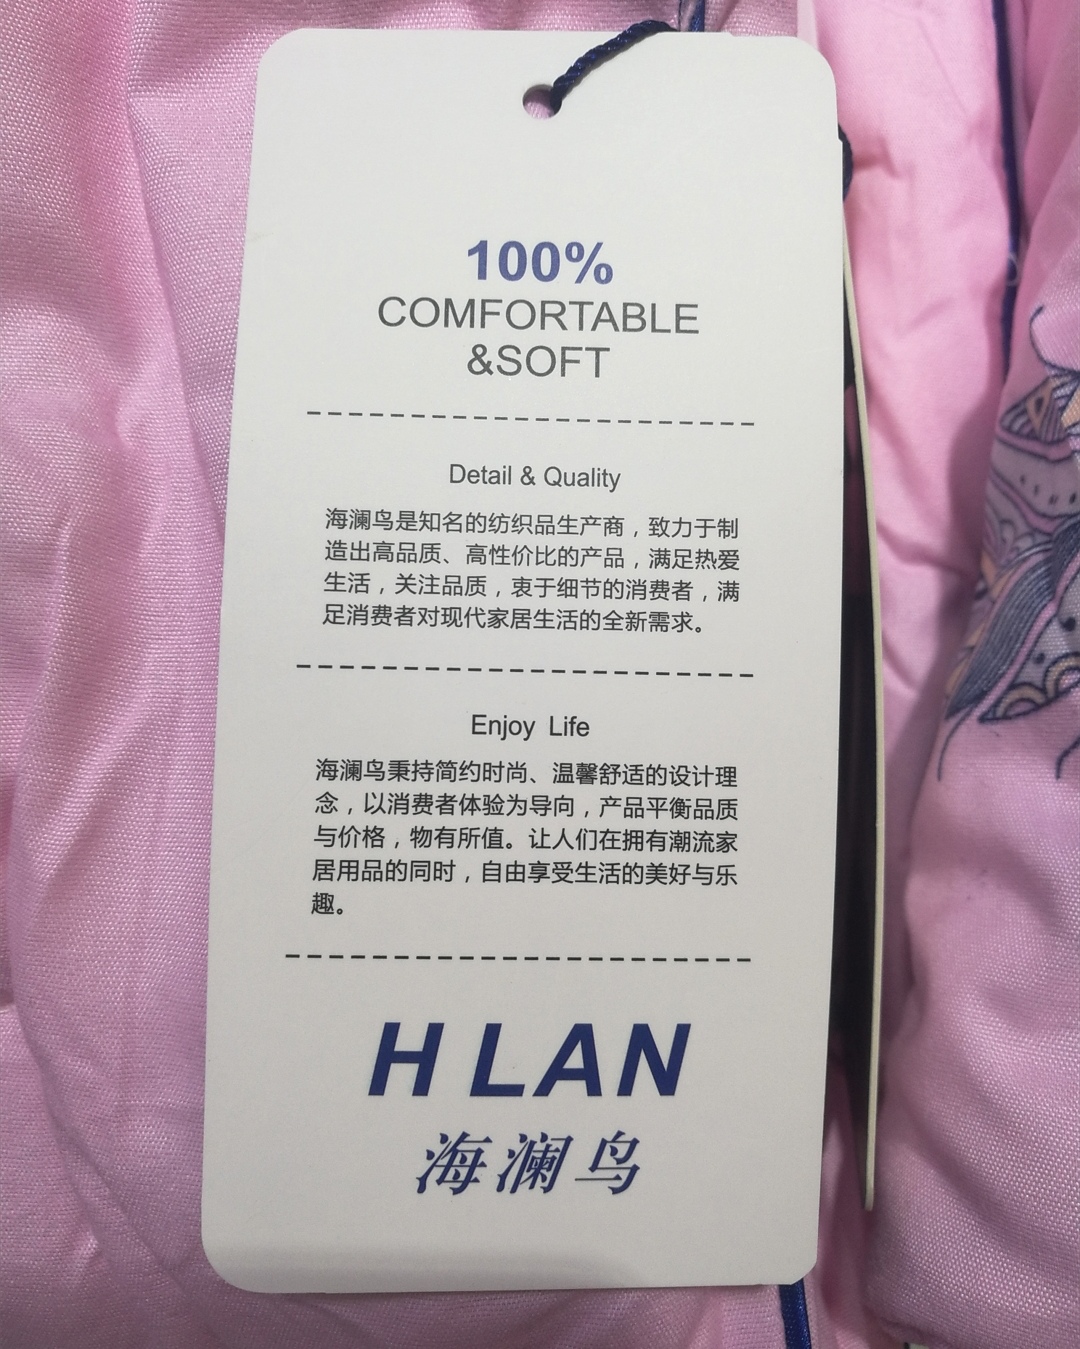 100%
COMFORTABLE
&SOFT
Detail & Quality
海澜鸟是知名的纺织品生产商，致力于制
造出高品质、高性价比的产品，满足热爱
生活，关注品质，衷于细节的消费者，满
足消费者对现代家居生活的全新需求。
Enjoy Life
海澜鸟秉持简约时尚、温馨舒适的设计理
念，以消费者体验为导向，产品平衡品质
与价格，物有所值。让人们在拥有潮流家
居用品的同时，自由享受生活的美好与乐
趣。
H LAN
海澜鸟